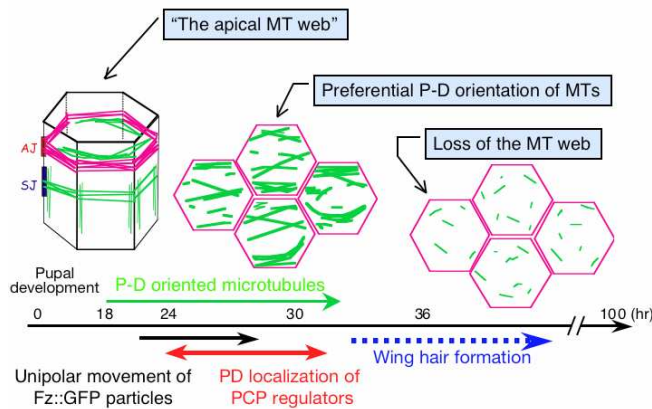 “The apical MT web”
Preferential P-D orientation of MTs
Loss of the MT web
AJ
SJ
Pupal
development
P-D oriented microtubules
0 18 24 30 36 100 (hr)
Unipolar movement of
Fz::GFP particles
PD localization of
PCP regulators
Wing hair formation